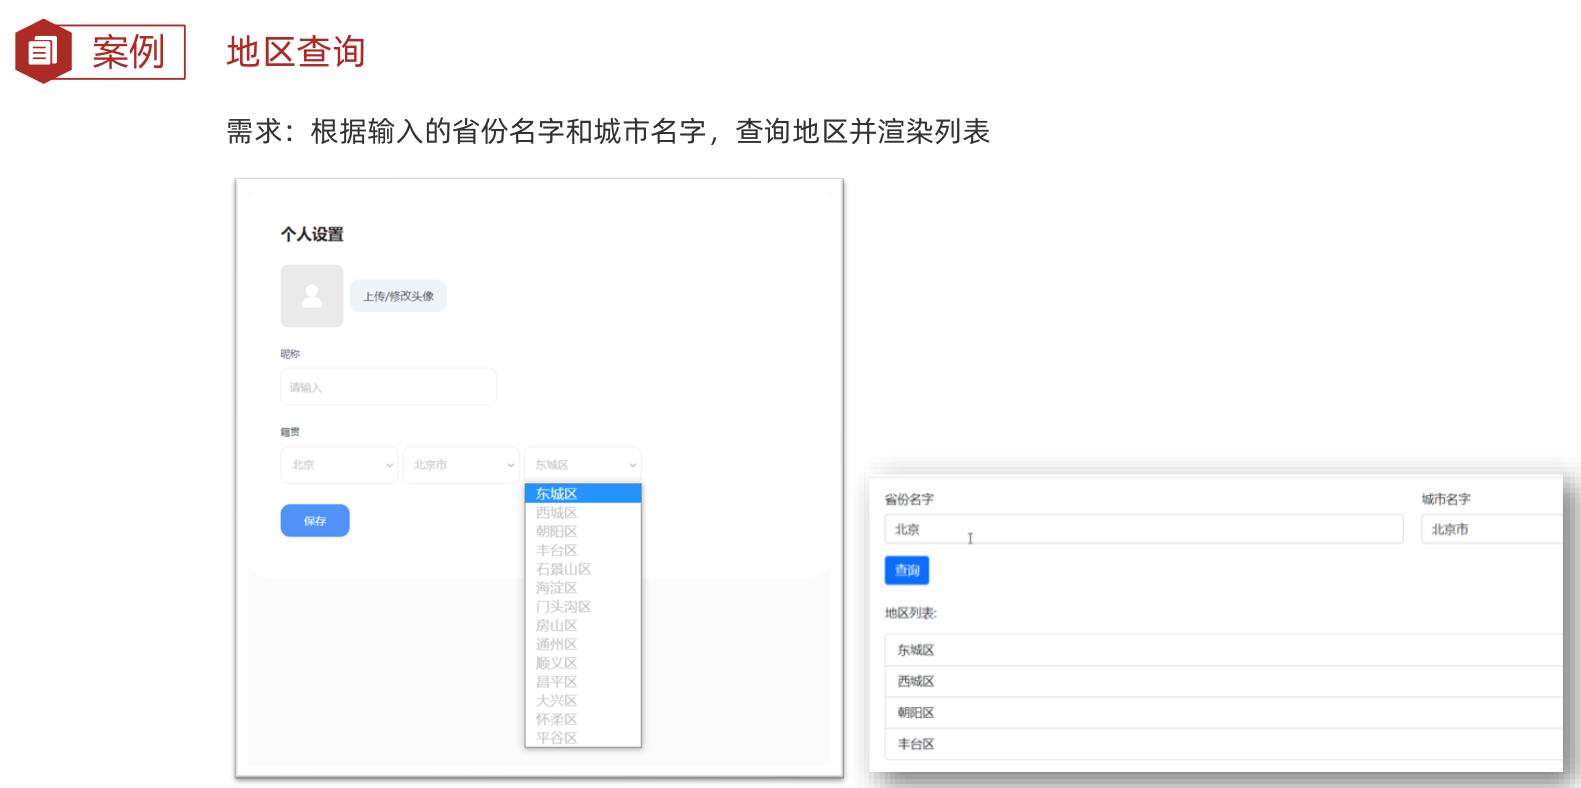 案例
地区查询
需求：根据输入的省份名字和城市名字，查询地区并渲染列表
个人设置
上传/修改头像
昵称
请输入
籍贯
北京
北京市
东城区
东城区
西城区
朝阳区
丰台区
石景山区
海淀区
门头沟区
房山区
通州区
顺义区
昌平区
大兴区
怀柔区
平谷区
保存
省份名字
城市名字
北京
北京市
查询
地区列表:
东城区
西城区
朝阳区
丰台区